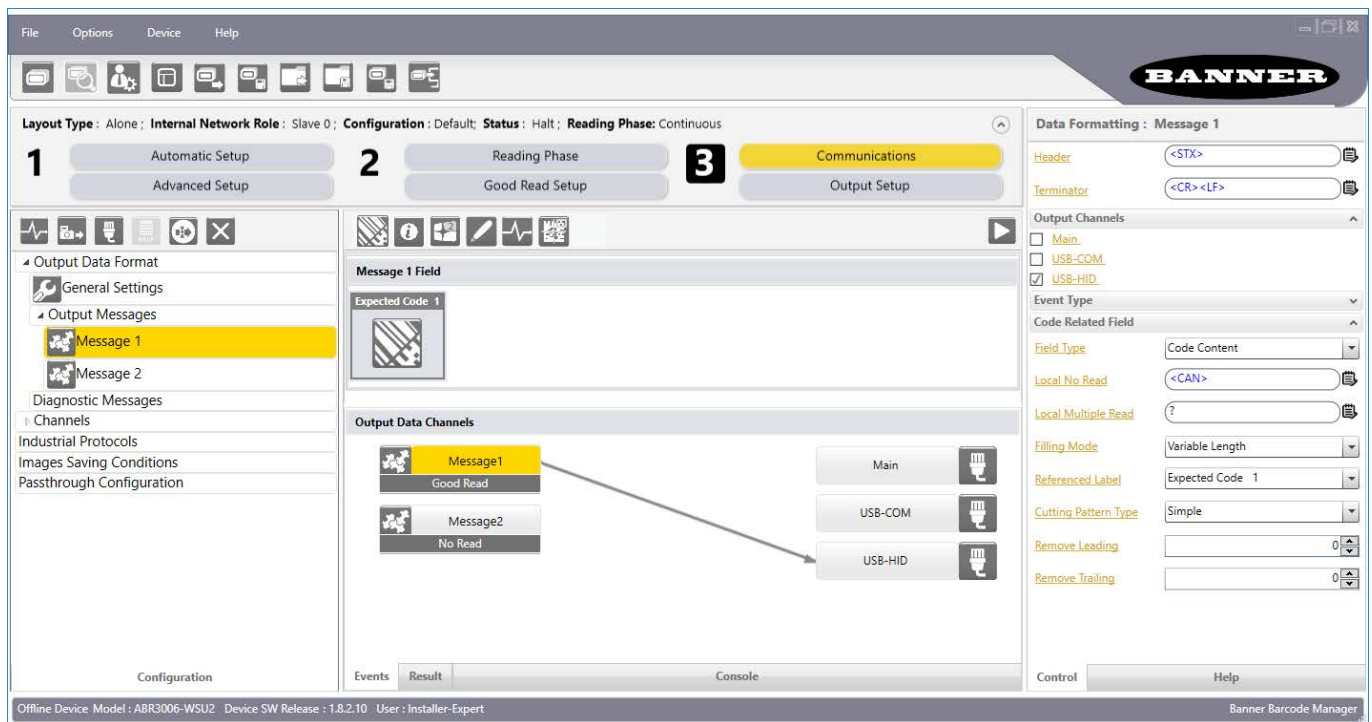 File Options Device Help
BANNER
Layout Type : Alone ; Internal Network Role : Slave 0 ; Configuration : Default; Status : Halt ; Reading Phase: Continuous
1
Automatic Setup
Advanced Setup
2
Reading Phase
Good Read Setup
3
Communications
Output Setup
Output Data Format
General Settings
Output Messages
Message 1
Message 2
Diagnostic Messages
Channels
Industrial Protocols
Images Saving Conditions
Passthrough Configuration
Configuration
Message 1 Field
Expected Code 1
Output Data Channels
Message1
Good Read
Message2
No Read
Main
USB-COM
USB-HID
Events Result Console
Data Formatting : Message 1
Header <STX>
Terminator <CR><LF>
Output Channels
Main
USB-COM
USB-HID
Event Type
Code Related Field
Field Type Code Content
Local No Read <CAN>
Local Multiple Read ?
Filling Mode Variable Length
Referenced Label Expected Code 1
Cutting Pattern Type Simple
Remove Leading 0
Remove Trailing 0
Control Help
Offline Device Model : ABR3006-WSU2 Device SW Release : 1.8.2.10 User : Installer-Expert
Banner Barcode Manager